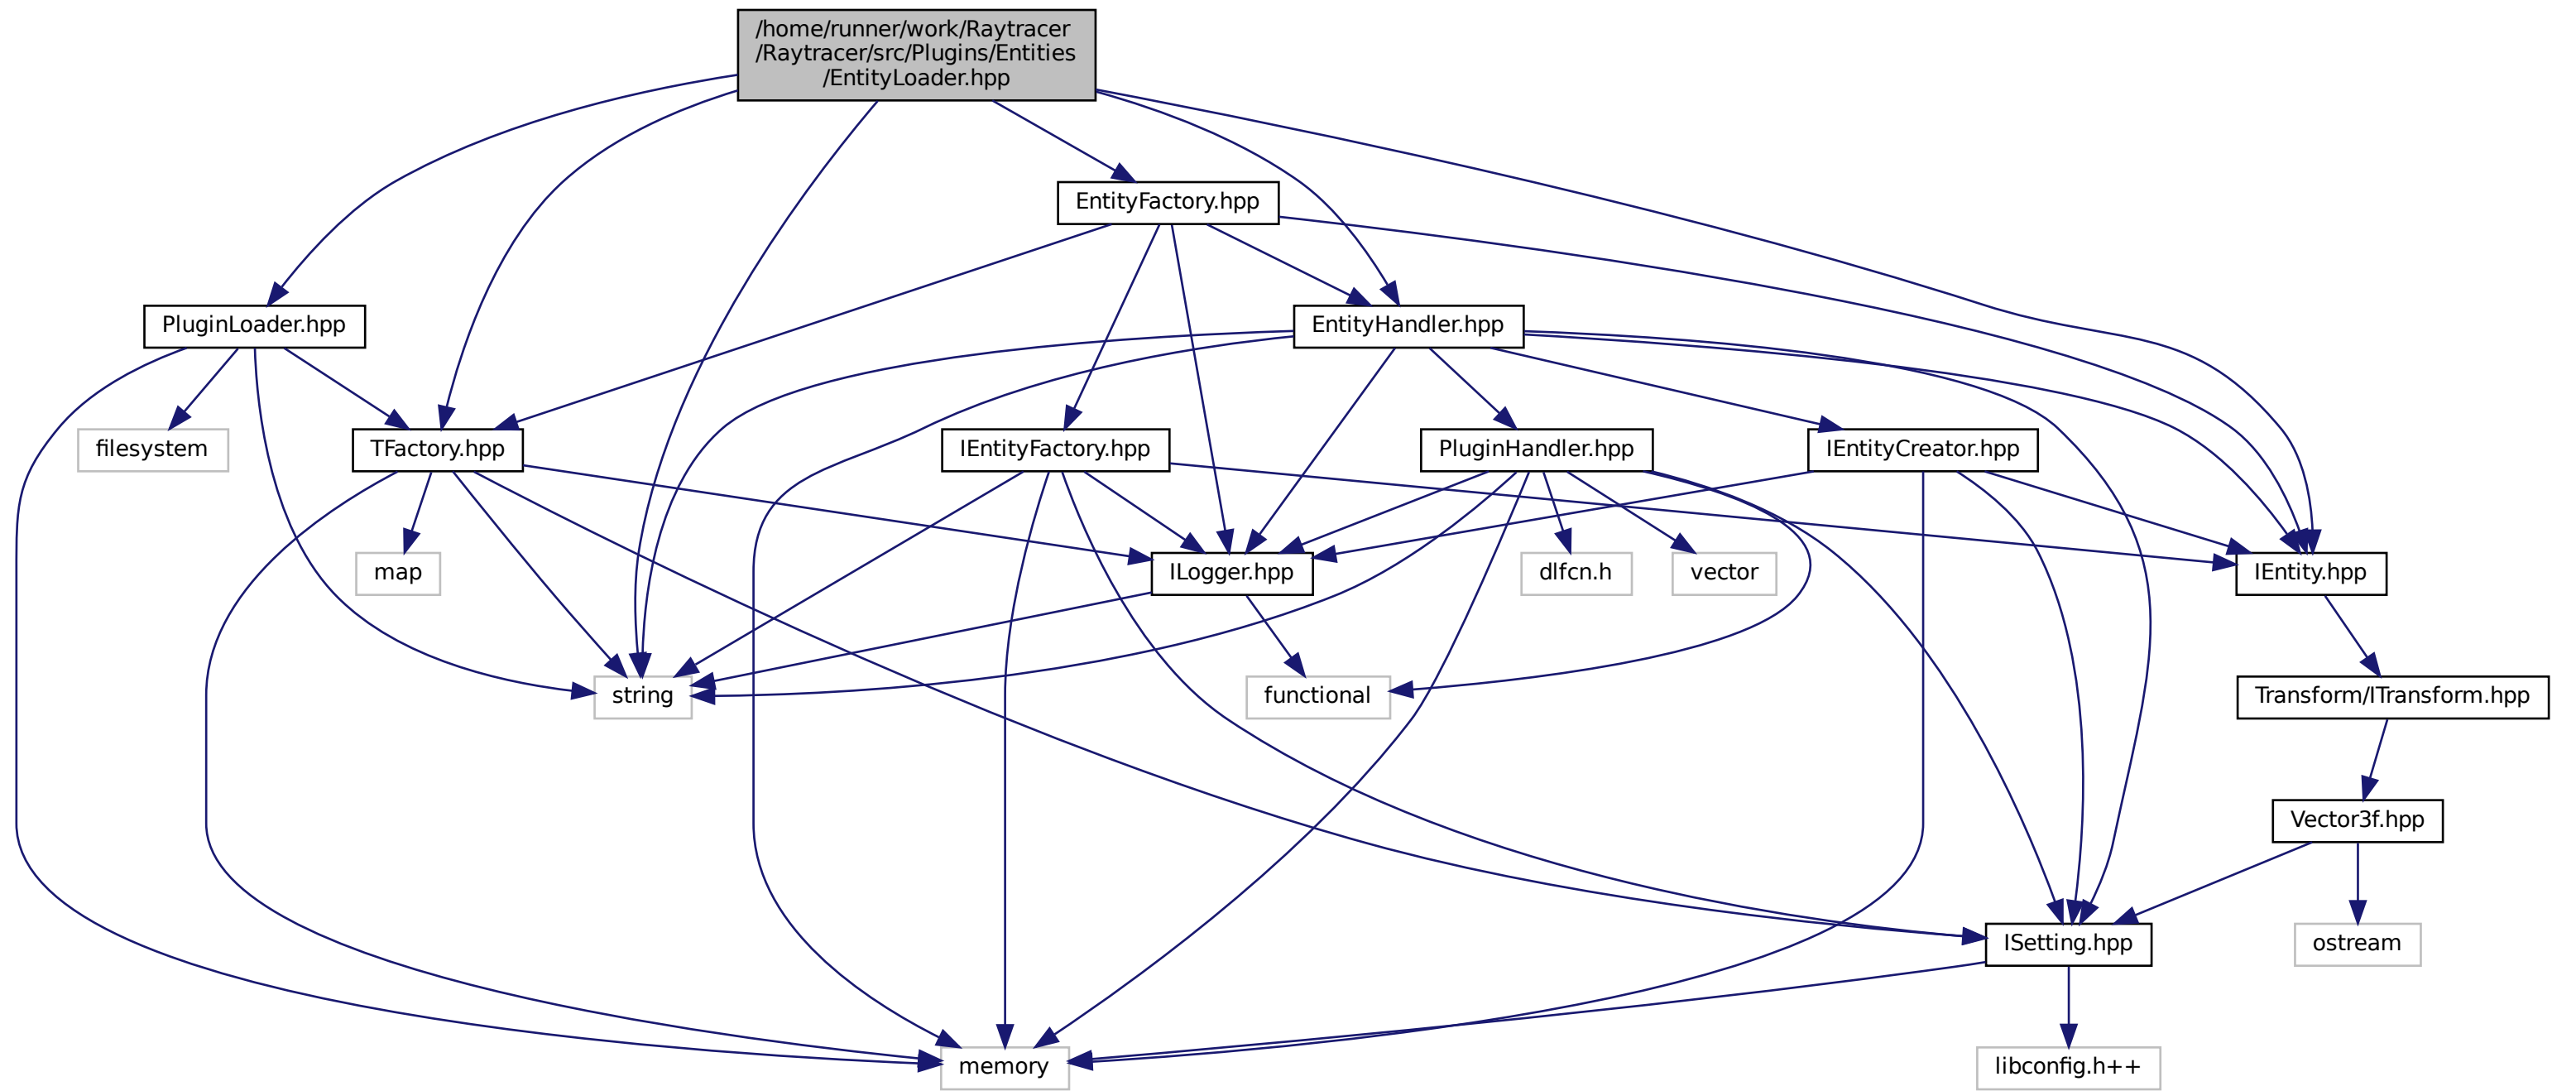 /home/runner/work/Raytracer
/Raytracer/src/Plugins/Entities
/EntityLoader.hpp
EntityFactory.hpp
PluginLoader.hpp
EntityHandler.hpp
filesystem
TFactory.hpp
IEntityFactory.hpp
PluginHandler.hpp
IEntityCreator.hpp
map
ILogger.hpp
dlfcn.h
vector
IEntity.hpp
string
functional
Transform/ITransform.hpp
Vector3f.hpp
ISetting.hpp
ostream
memory
libconfig.h++